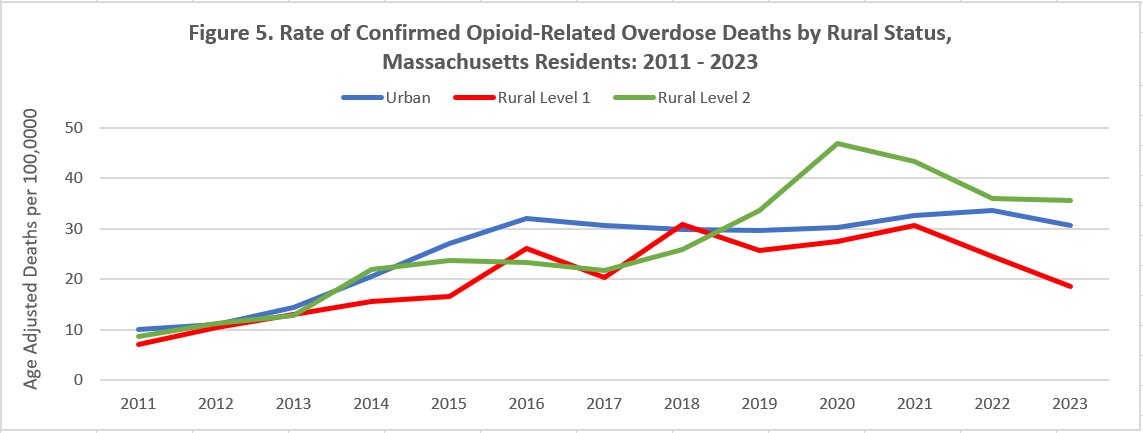 Figure 5. Rate of Confirmed Opioid-Related Overdose Deaths by Rural Status,
Massachusetts Residents: 2011 - 2023
Urban Rural Level 1 Rural Level 2
Age Adjusted Deaths per 100,0000
50
40
30
20
10
0
2011 2012 2013 2014 2015 2016 2017 2018 2019 2020 2021 2022 2023